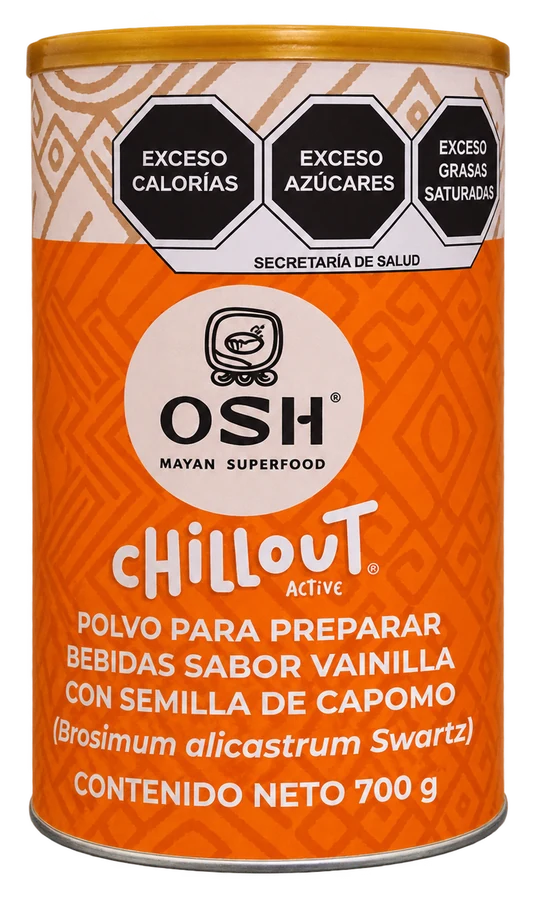 EXCESO
CALORÍAS
EXCESO
AZÚCARES
EXCESO
GRASAS
SATURADAS
SECRETARÍA DE SALUD
OSH®
MAYAN SUPERFOOD
CHiLLOUT®
ACTiVE
POLVO PARA PREPARAR
BEBIDAS SABOR VAINILLA
CON SEMILLA DE CAPOMO
(Brosimum alicastrum Swartz)
CONTENIDO NETO 700 g